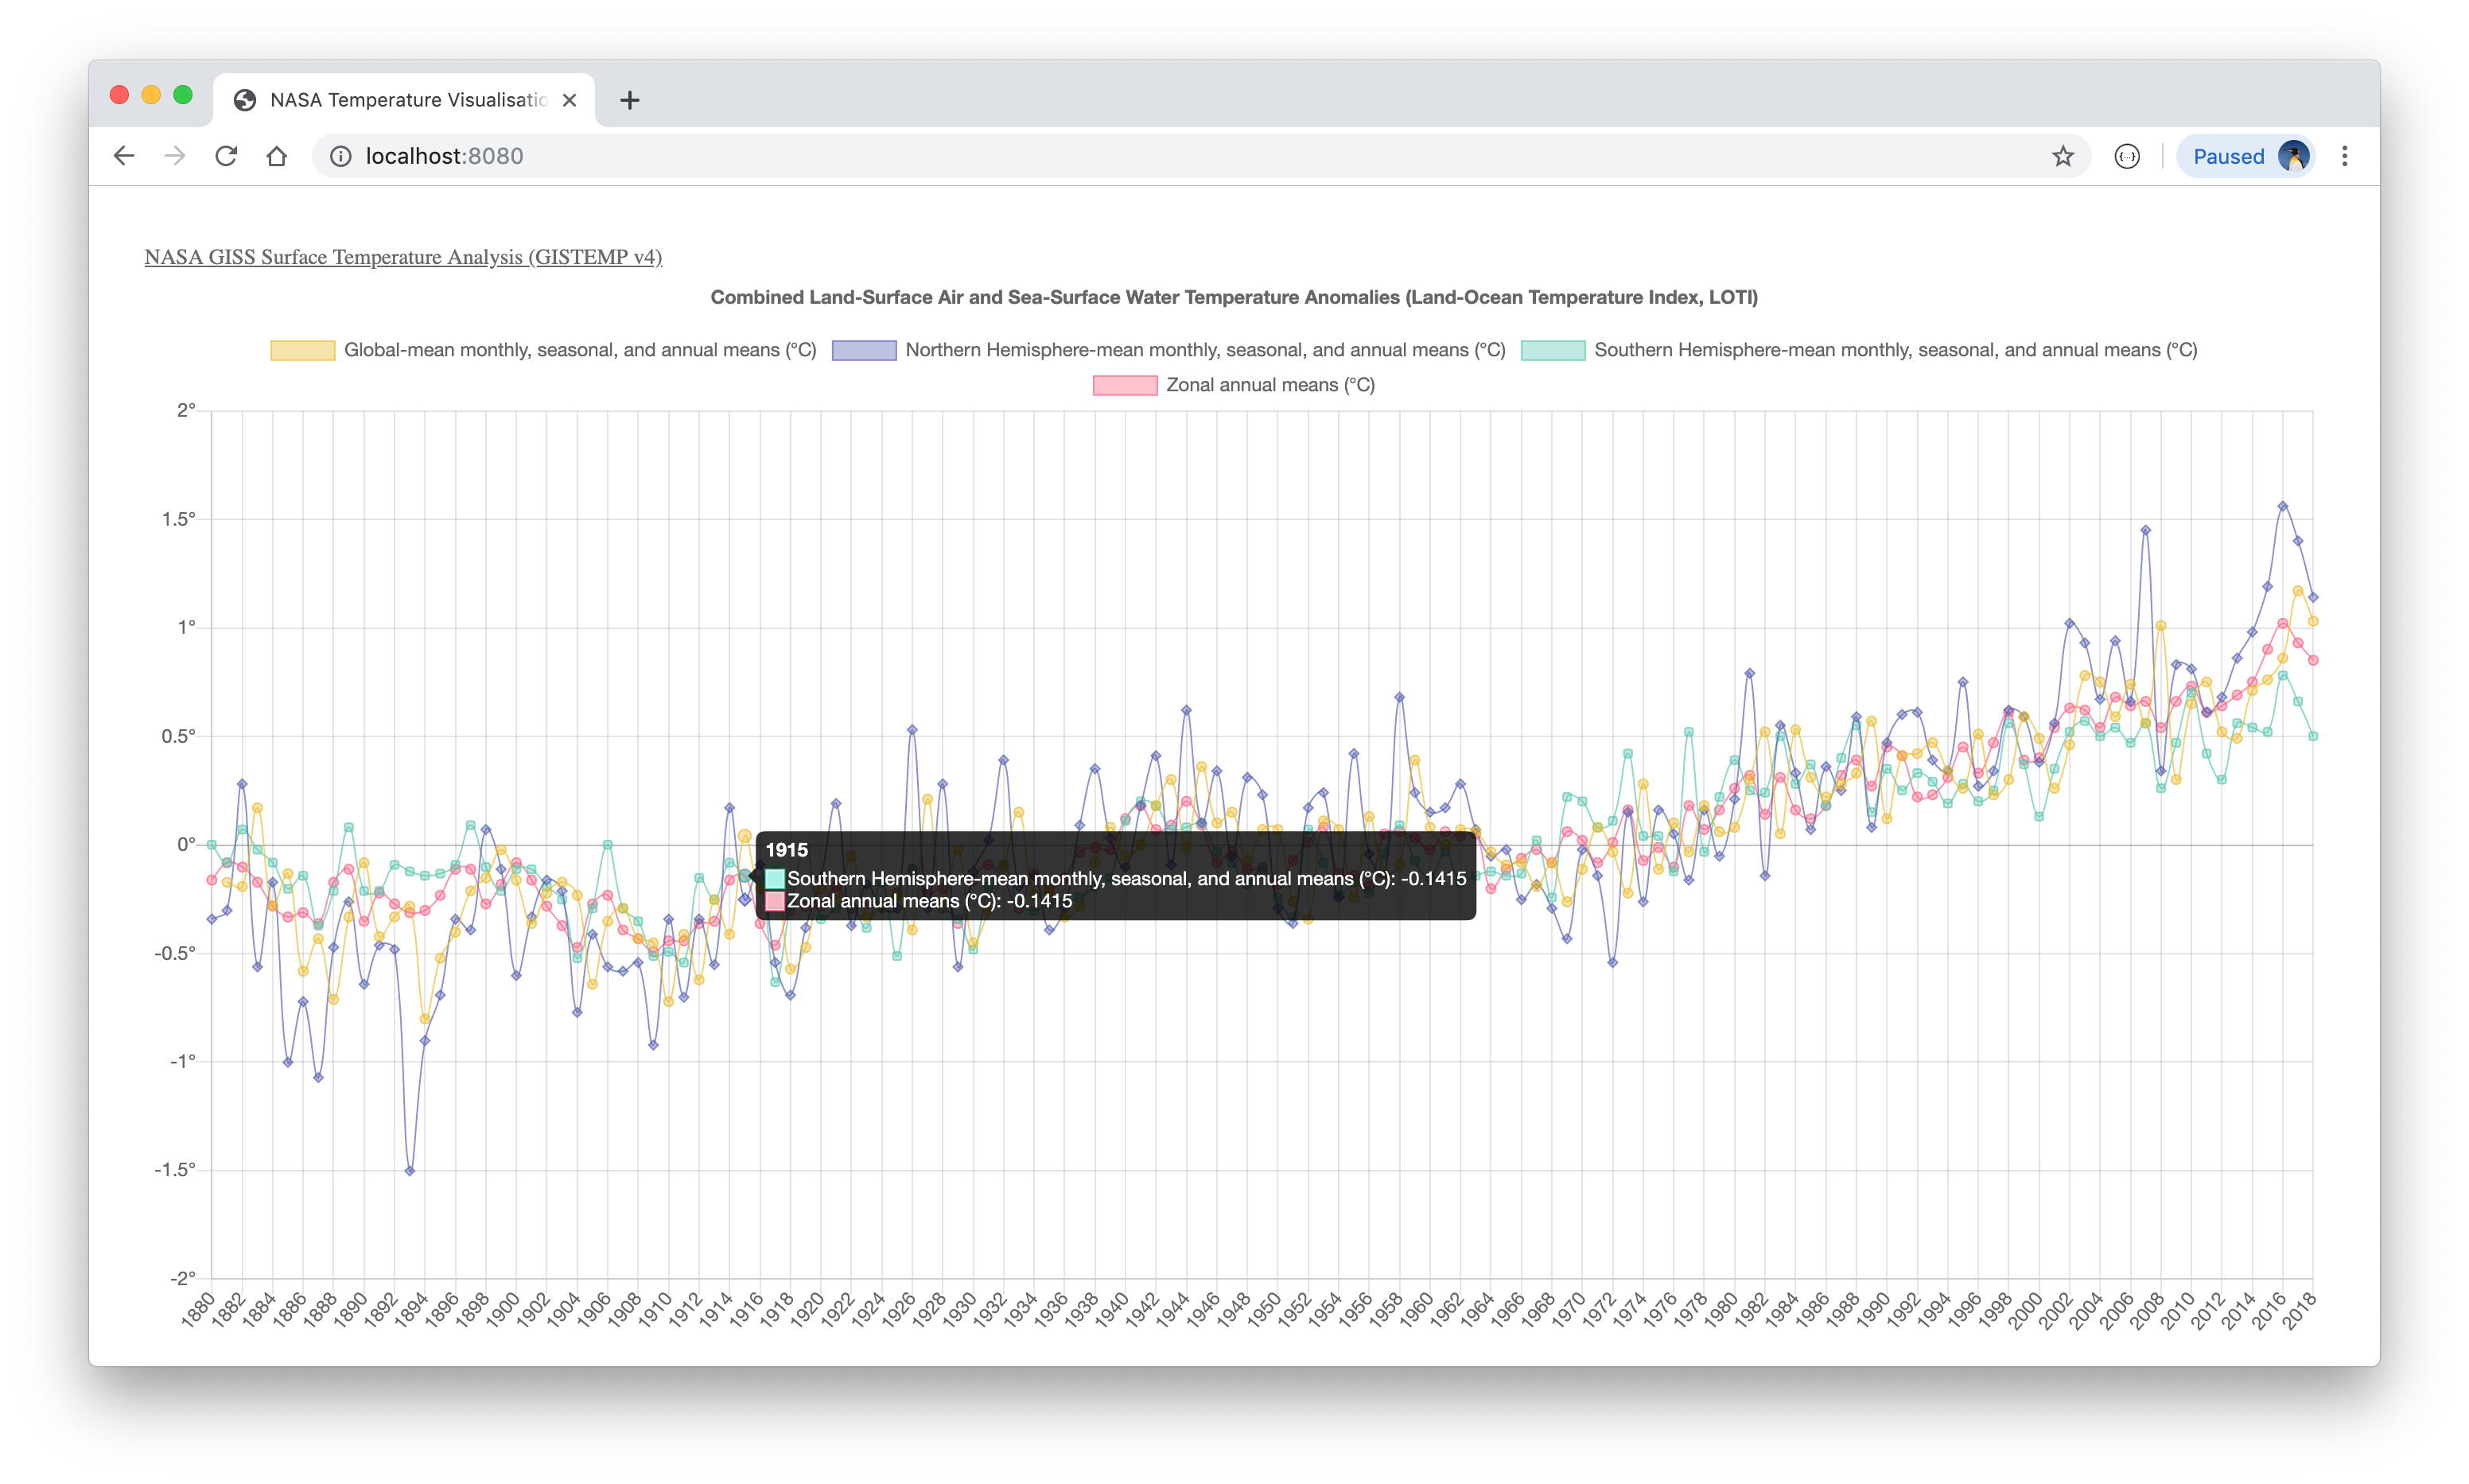 NASA Temperature Visualisatio
localhost:8080
Paused
NASA GISS Surface Temperature Analysis (GISTEMP v4)
Combined Land-Surface Air and Sea-Surface Water Temperature Anomalies (Land-Ocean Temperature Index, LOTI)
Global-mean monthly, seasonal, and annual means (°C) Northern Hemisphere-mean monthly, seasonal, and annual means (°C) Southern Hemisphere-mean monthly, seasonal, and annual means (°C)
Zonal annual means (°C)
2°
1.5°
1°
0.5°
0°
-0.5°
-1°
-1.5°
-2°
1915
Southern Hemisphere-mean monthly, seasonal, and annual means (°C): -0.1415
Zonal annual means (°C): -0.1415
1880 1882 1884 1886 1888 1890 1892 1894 1896 1898 1900 1902 1904 1906 1908 1910 1912 1914 1916 1918 1920 1922 1924 1926 1928 1930 1932 1934 1936 1938 1940 1942 1944 1946 1948 1950 1952 1954 1956 1958 1960 1962 1964 1966 1968 1970 1972 1974 1976 1978 1980 1982 1984 1986 1988 1990 1992 1994 1996 1998 2000 2002 2004 2006 2008 2010 2012 2014 2016 2018